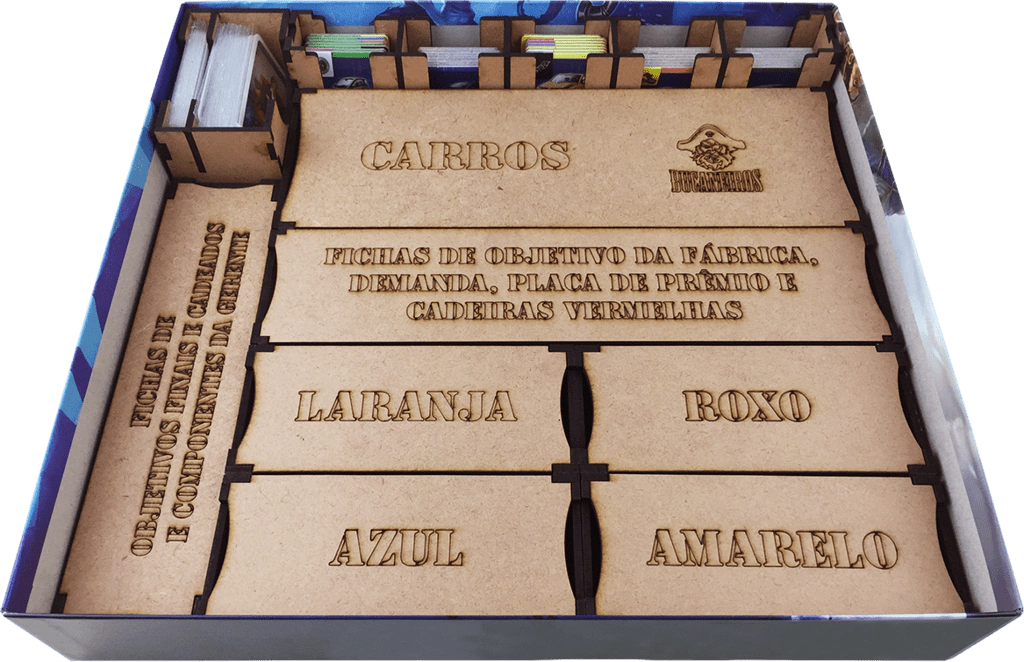 CARROS
BUCANEIROS
FICHAS DE OBJETIVO DA FÁBRICA,
DEMANDA, PLACA DE PRÊMIO E
CADEIRAS VERMELHAS
FICHAS DE
OBJETIVOS FINAIS E CADEADOS
E COMPONENTES DA GERENTE
LARANJA
ROXO
AZUL
AMARELO